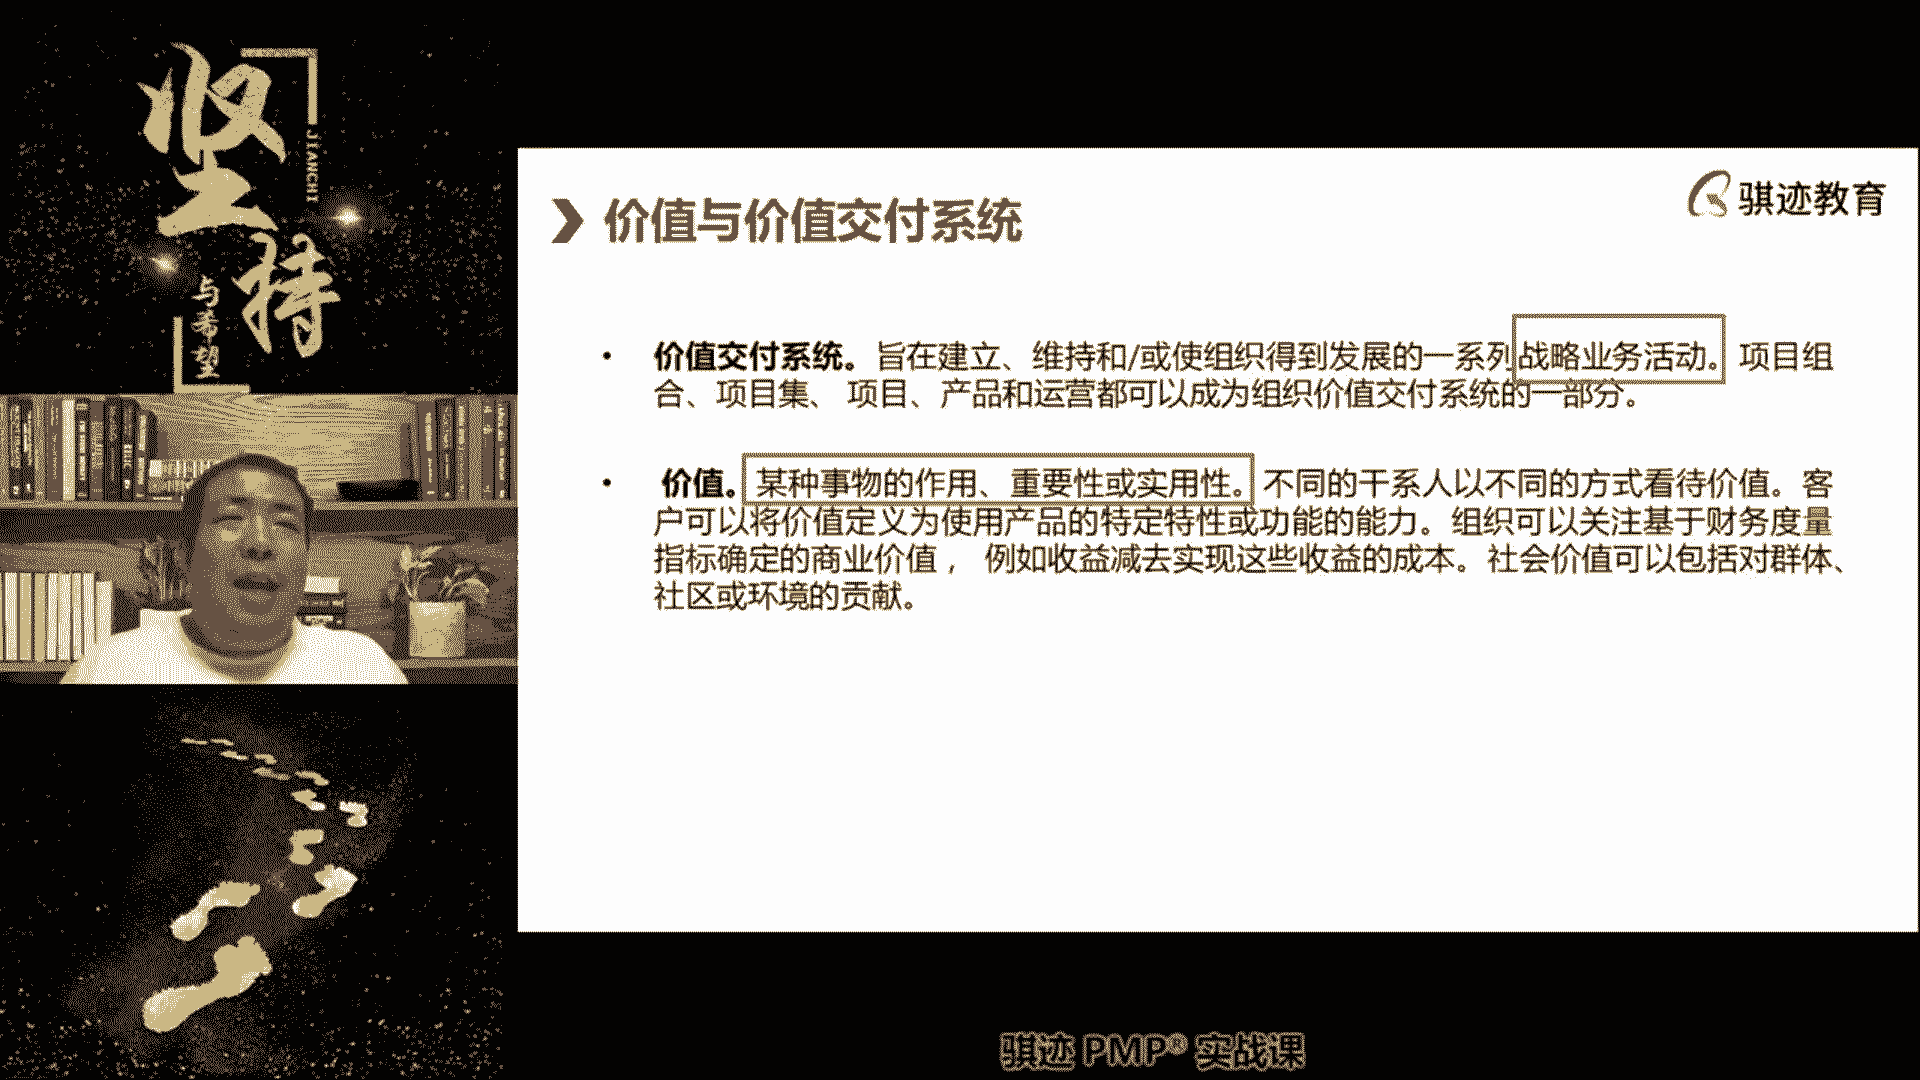 坚持
JIANCHI
与希望
骐迹教育
价值与价值交付系统
• 价值交付系统。旨在建立、维持和/或使组织得到发展的一系列战略业务活动。 项目组
合、项目集、 项目、产品和运营都可以成为组织价值交付系统的一部分。
• 价值。某种事物的作用、重要性或实用性。不同的干系人以不同的方式看待价值。客
户可以将价值定义为使用产品的特定特性或功能的能力。组织可以关注基于财务度量
指标确定的商业价值， 例如收益减去实现这些收益的成本。社会价值可以包括对群体、
社区或环境的贡献。
骐迹 PMP® 实战课